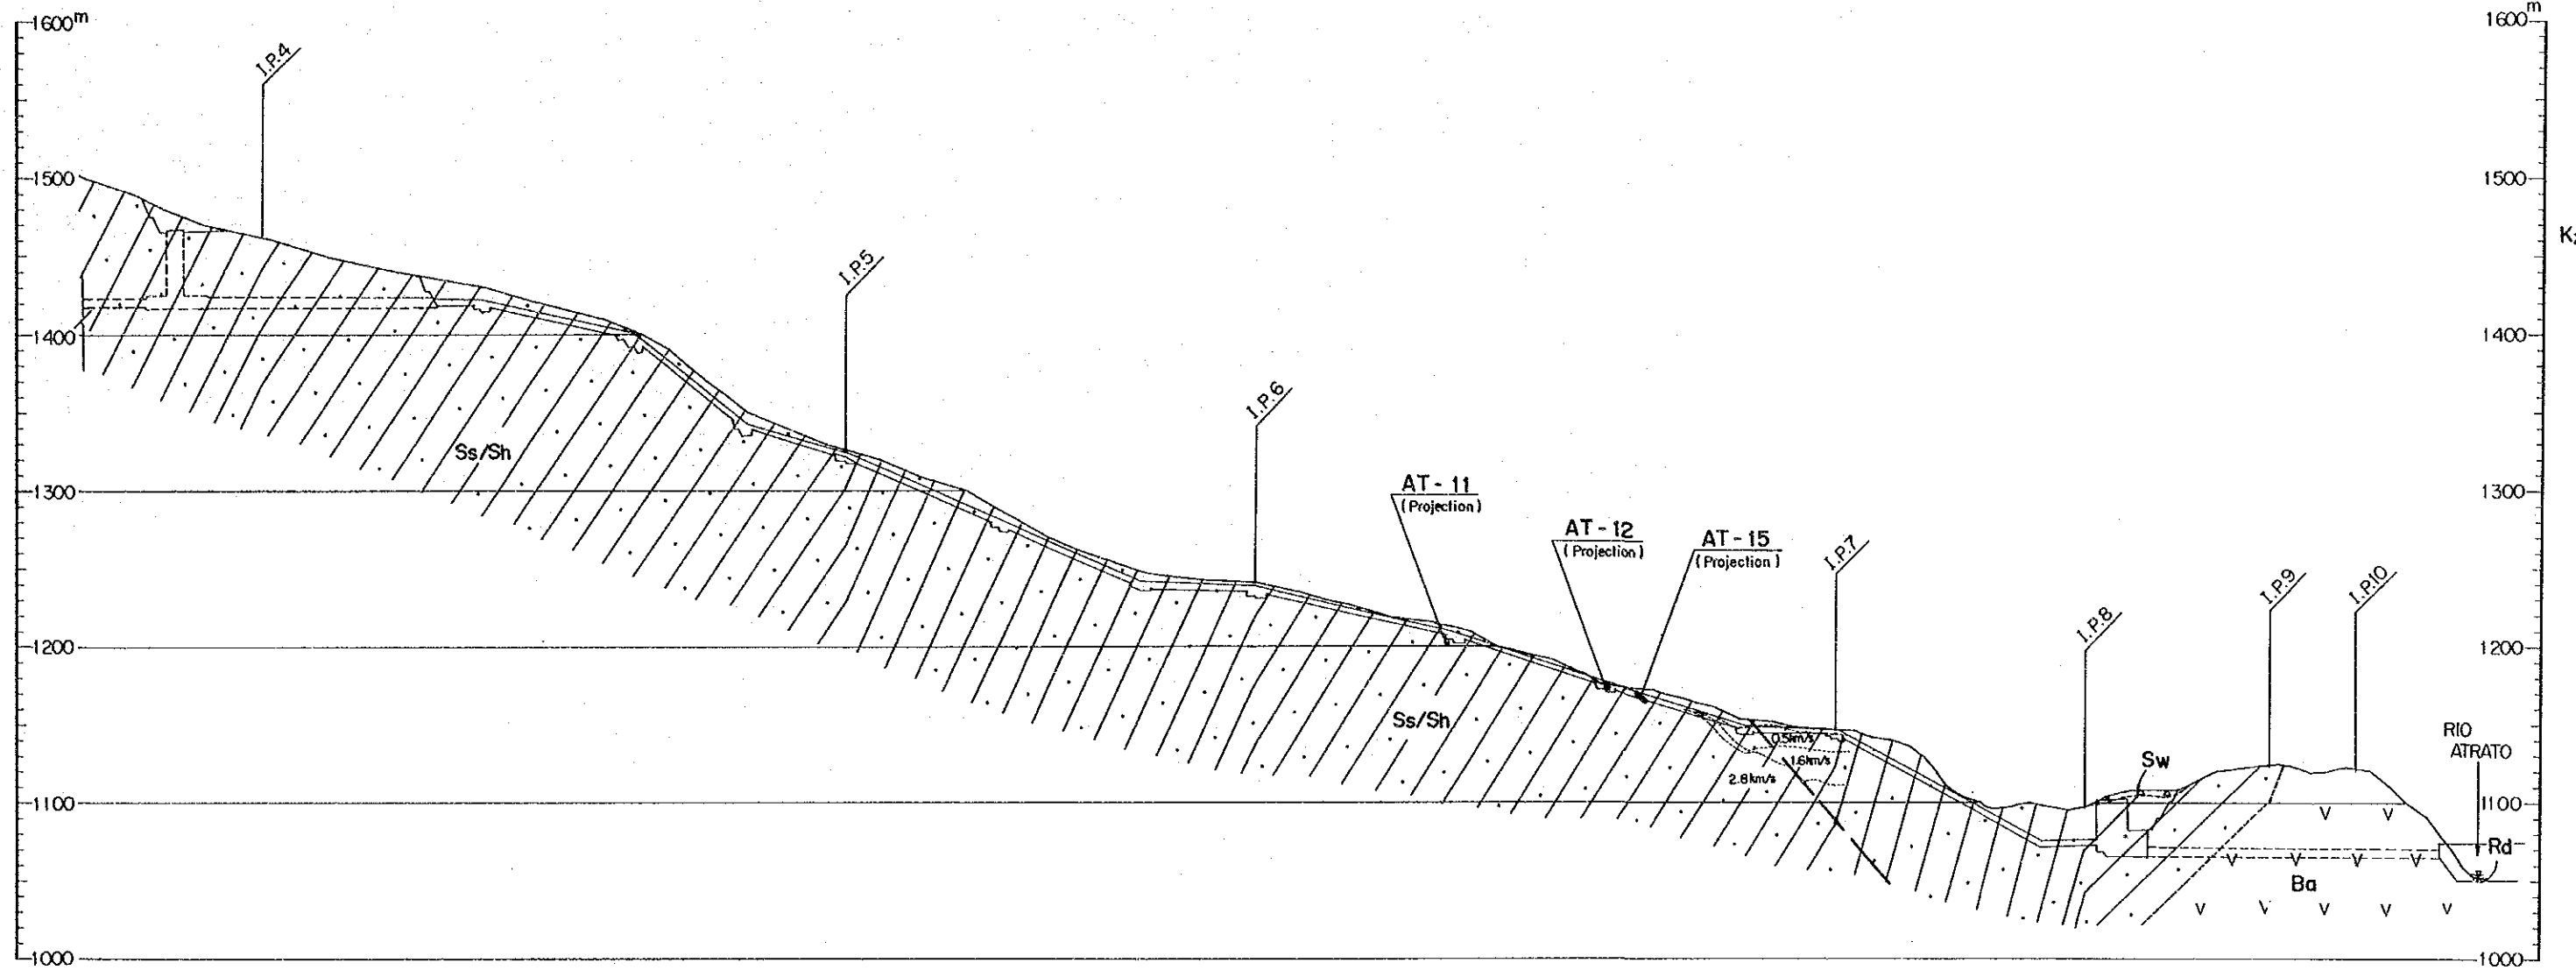 1600m
1600m
I.P.4
K
1500
1500
I.P.5
1400
1400
I.P.6
Ss/Sh
1300
AT-11
(Projection)
1300
AT-12
(Projection)
AT-15
(Projection)
I.P.7
I.P.9
I.P.10
I.P.8
1200
1200
Ss/Sh
RIO
ATRATO
0.5km/s
1.6km/s
2.8km/s
Sw
1100
1100
Rd
Ba
V V
V V V V
V V V V V
1000
1000